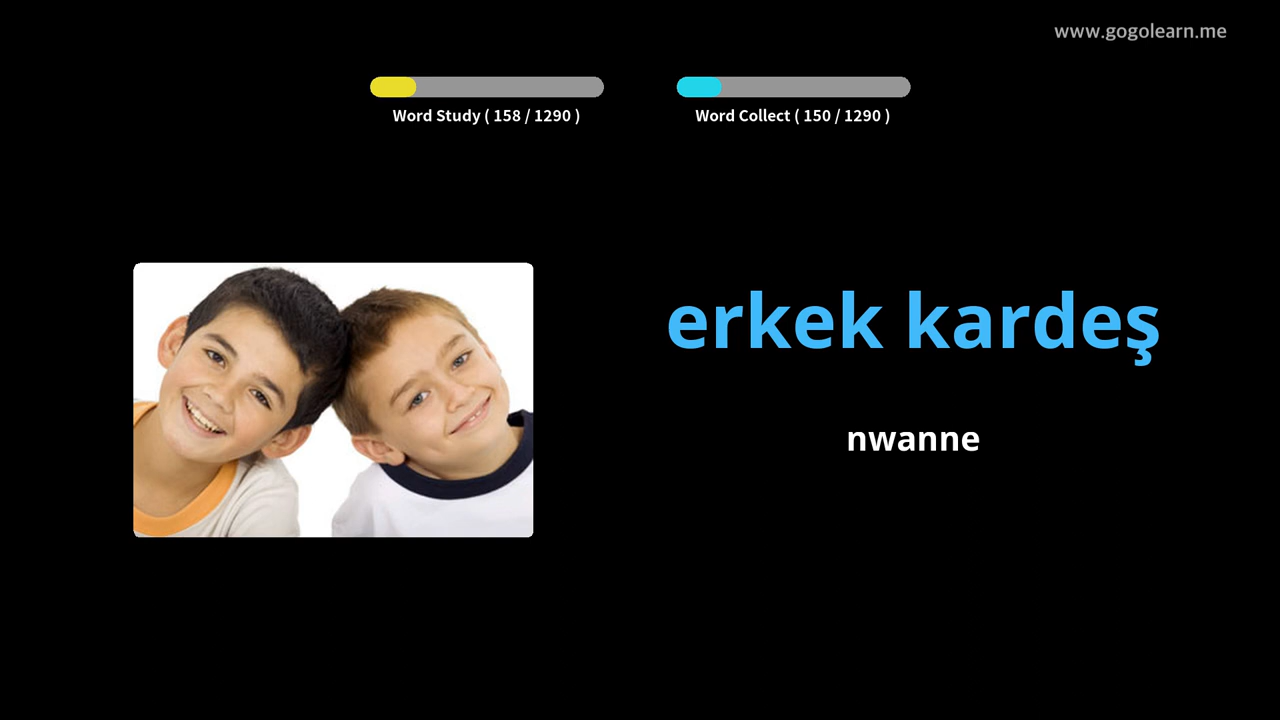 www.gogolearn.me
Word Study ( 158 / 1290 )
Word Collect ( 150 / 1290 )
erkek kardeş
nwanne